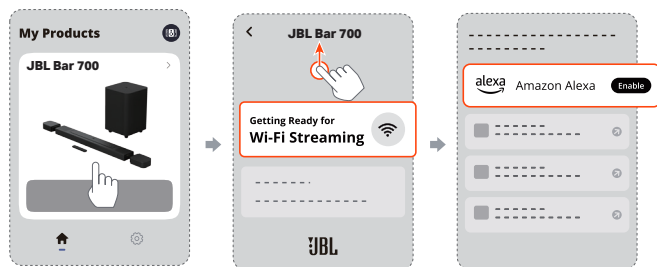 My Products
JBL Bar 700
JBL Bar 700
Getting Ready for
Wi-Fi Streaming
JBL
alexa
Amazon Alexa
Enable